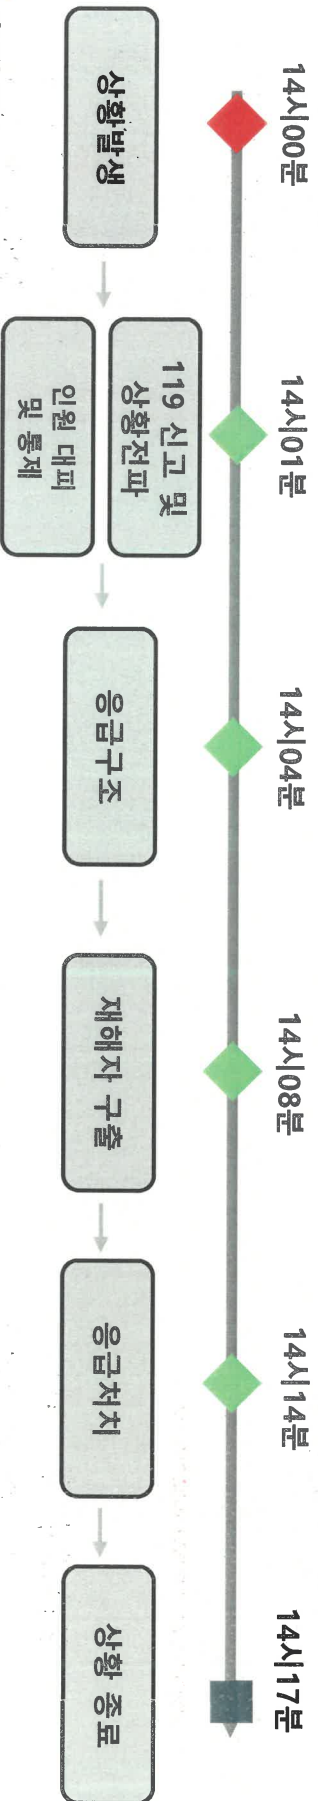 14시00분
14시01분
14시04분
14시08분
14시14분
14시17분
상황발생
119 신고 및
상황전파
인원 대피
및 통제
응급구조
재해자 구출
응급처치
상황 종료